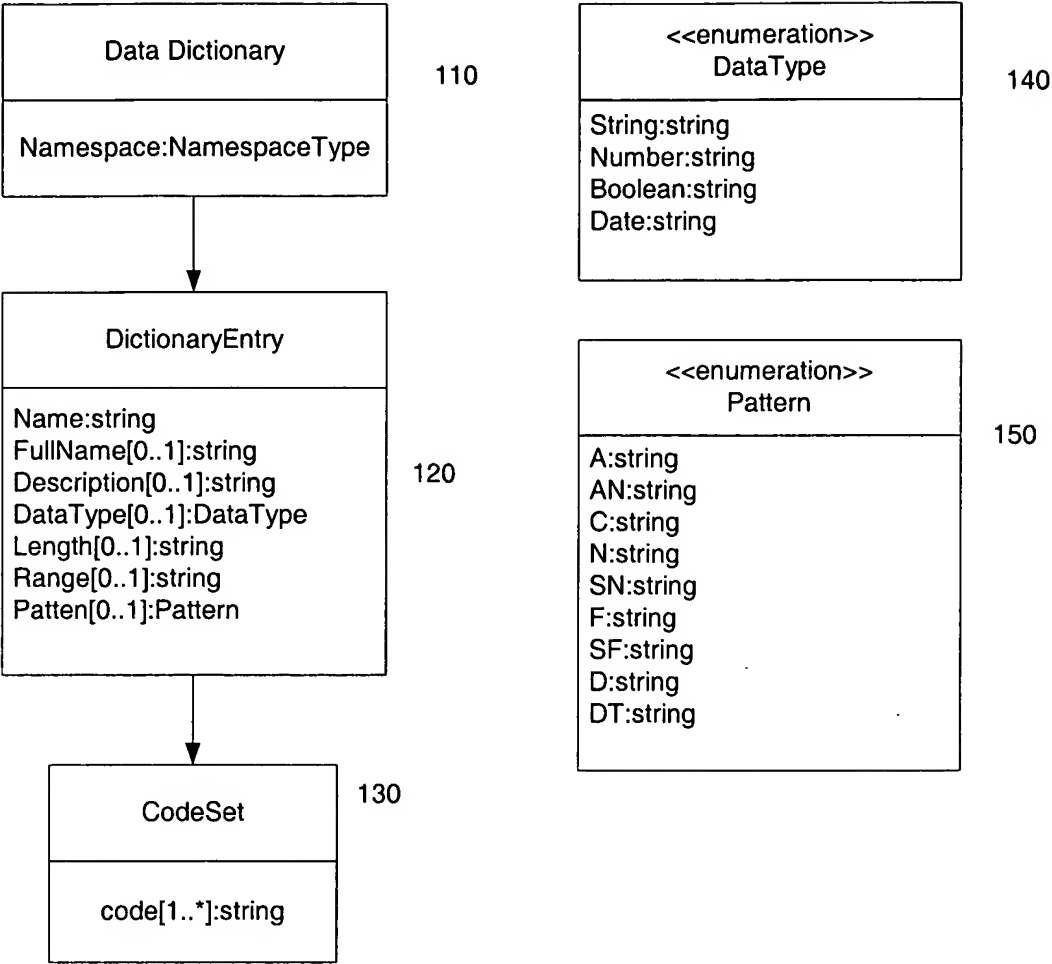 Data Dictionary
110
Namespace:NamespaceType
DictionaryEntry
Name:string
FullName[0..1]:string
Description[0..1]:string
DataType[0..1]:DataType
Length[0..1]:string
Range[0..1]:string
Patten[0..1]:Pattern
120
CodeSet
130
code[1..*]:string
<<enumeration>>
DataType
140
String:string
Number:string
Boolean:string
Date:string
<<enumeration>>
Pattern
150
A:string
AN:string
C:string
N:string
SN:string
F:string
SF:string
D:string
DT:string